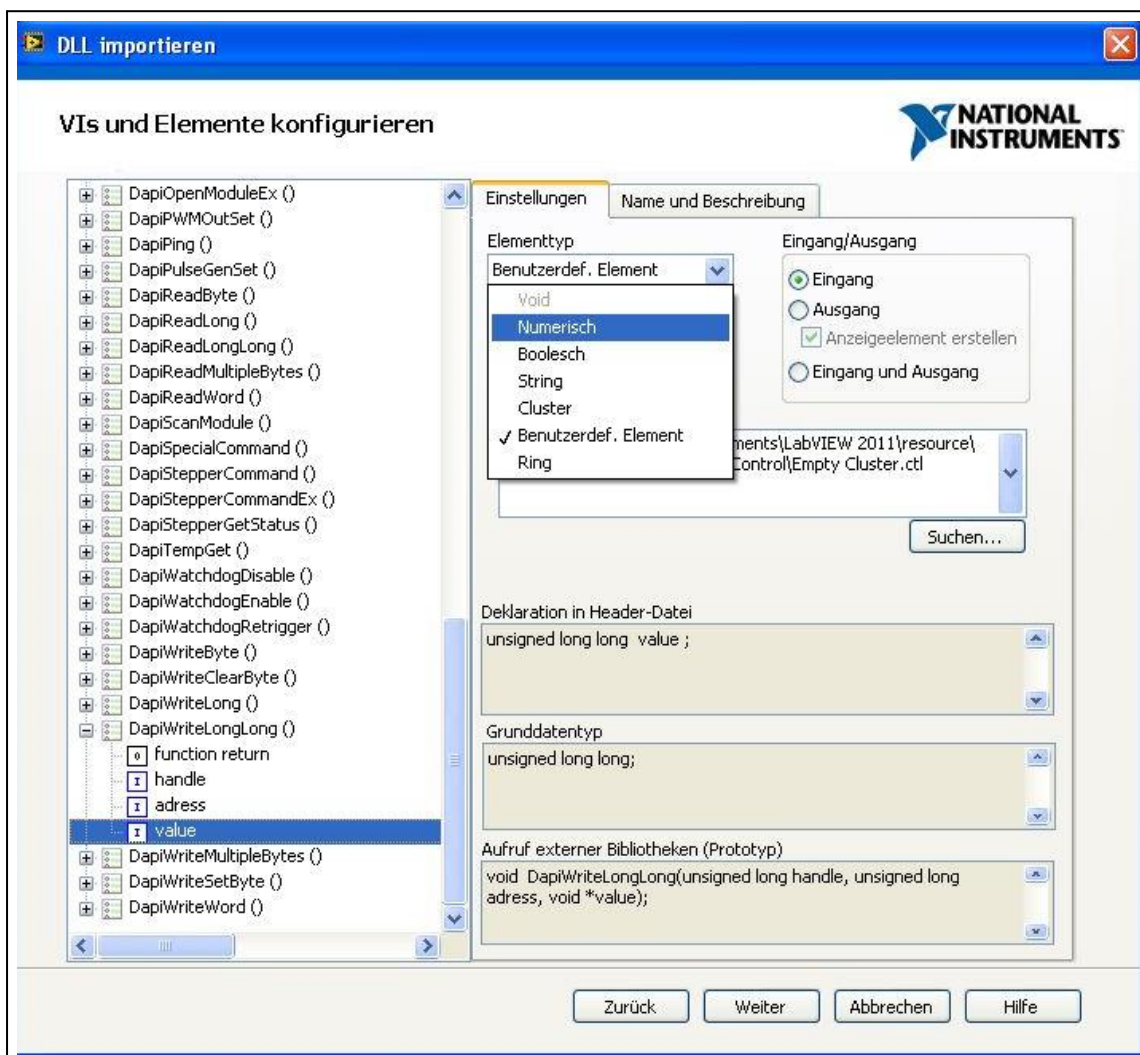 DLL importieren
VIs und Elemente konfigurieren
NATIONAL
INSTRUMENTS
DapiOpenModuleEx ()
DapiPWMOutSet ()
DapiPing ()
DapiPulseGenSet ()
DapiReadByte ()
DapiReadLong ()
DapiReadLongLong ()
DapiReadMultipleBytes ()
DapiReadWord ()
DapiScanModule ()
DapiSpecialCommand ()
DapiStepperCommand ()
DapiStepperCommandEx ()
DapiStepperGetStatus ()
DapiTempGet ()
DapiWatchdogDisable ()
DapiWatchdogEnable ()
DapiWatchdogRetrigger ()
DapiWriteByte ()
DapiWriteClearByte ()
DapiWriteLong ()
DapiWriteLongLong ()
function return
handle
adress
value
DapiWriteMultipleBytes ()
DapiWriteSetByte ()
DapiWriteWord ()
Einstellungen
Name und Beschreibung
Elementtyp
Benutzerdef. Element
Void
Numerisch
Boolesch
String
Cluster
Benutzerdef. Element
Ring
Eingang/Ausgang
Eingang
Ausgang
Anzeigeelement erstellen
Eingang und Ausgang
ments\LabVIEW 2011\resource\
Control\Empty Cluster.ctl
Suchen...
Deklaration in Header-Datei
unsigned long long value ;
Grunddatentyp
unsigned long long;
Aufruf externer Bibliotheken (Prototyp)
void DapiWriteLongLong(unsigned long handle, unsigned long
adress, void *value);
Zurück
Weiter
Abbrechen
Hilfe